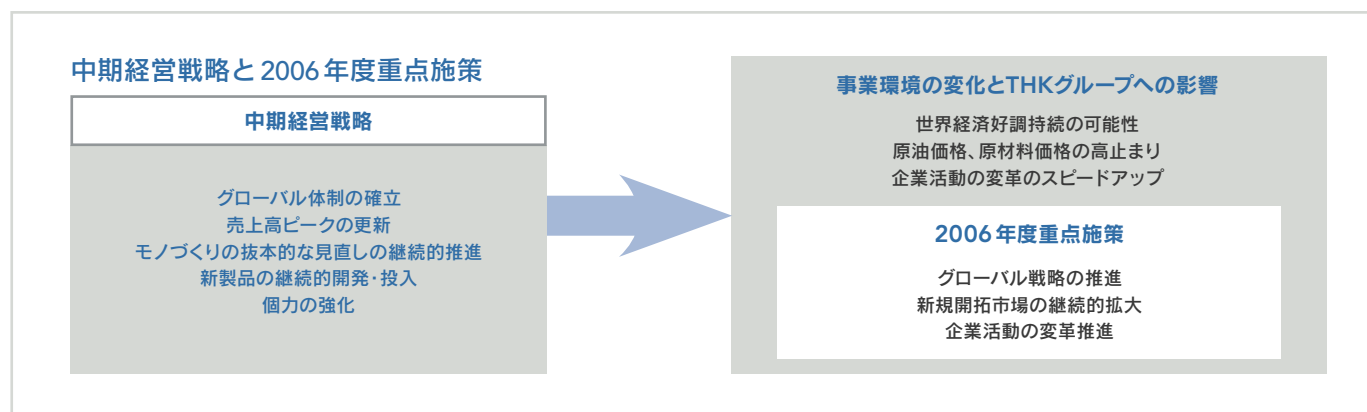 中期経営戦略と2006年度重点施策
中期経営戦略
グローバル体制の確立
売上高ピークの更新
モノづくりの抜本的な見直しの継続的推進
新製品の継続的開発・投入
個力の強化
事業環境の変化とTHKグループへの影響
世界経済好調持続の可能性
原油価格、原材料価格の高止まり
企業活動の変革のスピードアップ
2006年度重点施策
グローバル戦略の推進
新規開拓市場の継続的拡大
企業活動の変革推進